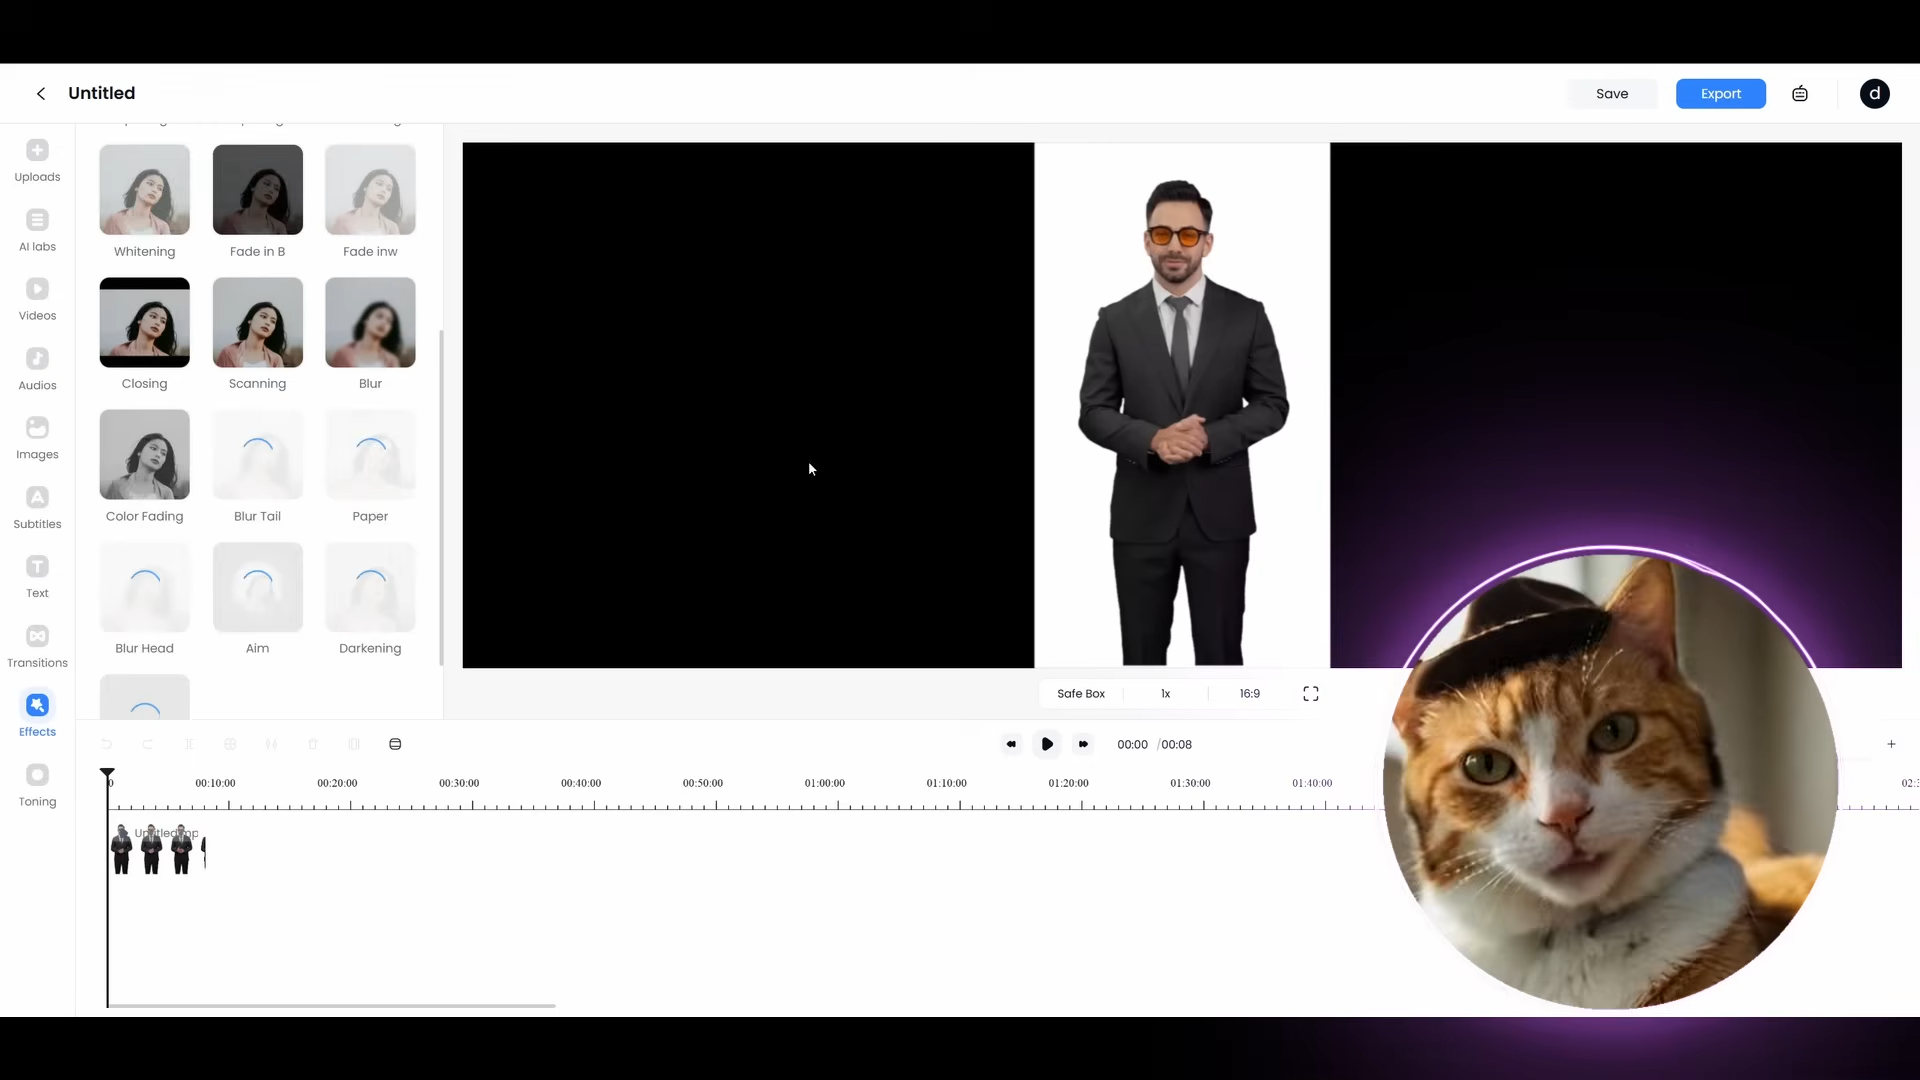 Untitled
Save
Export
d
Uploads
AI labs
Videos
Audios
Images
Subtitles
Text
Transitions
Effects
Toning
Whitening
Fade in B
Fade inw
Closing
Scanning
Blur
Color Fading
Blur Tail
Paper
Blur Head
Aim
Darkening
Safe Box
1x
16:9
00:00 /00:08
0
00:10:00
00:20:00
00:30:00
00:40:00
00:50:00
01:00:00
01:10:00
01:20:00
01:30:00
01:40:00